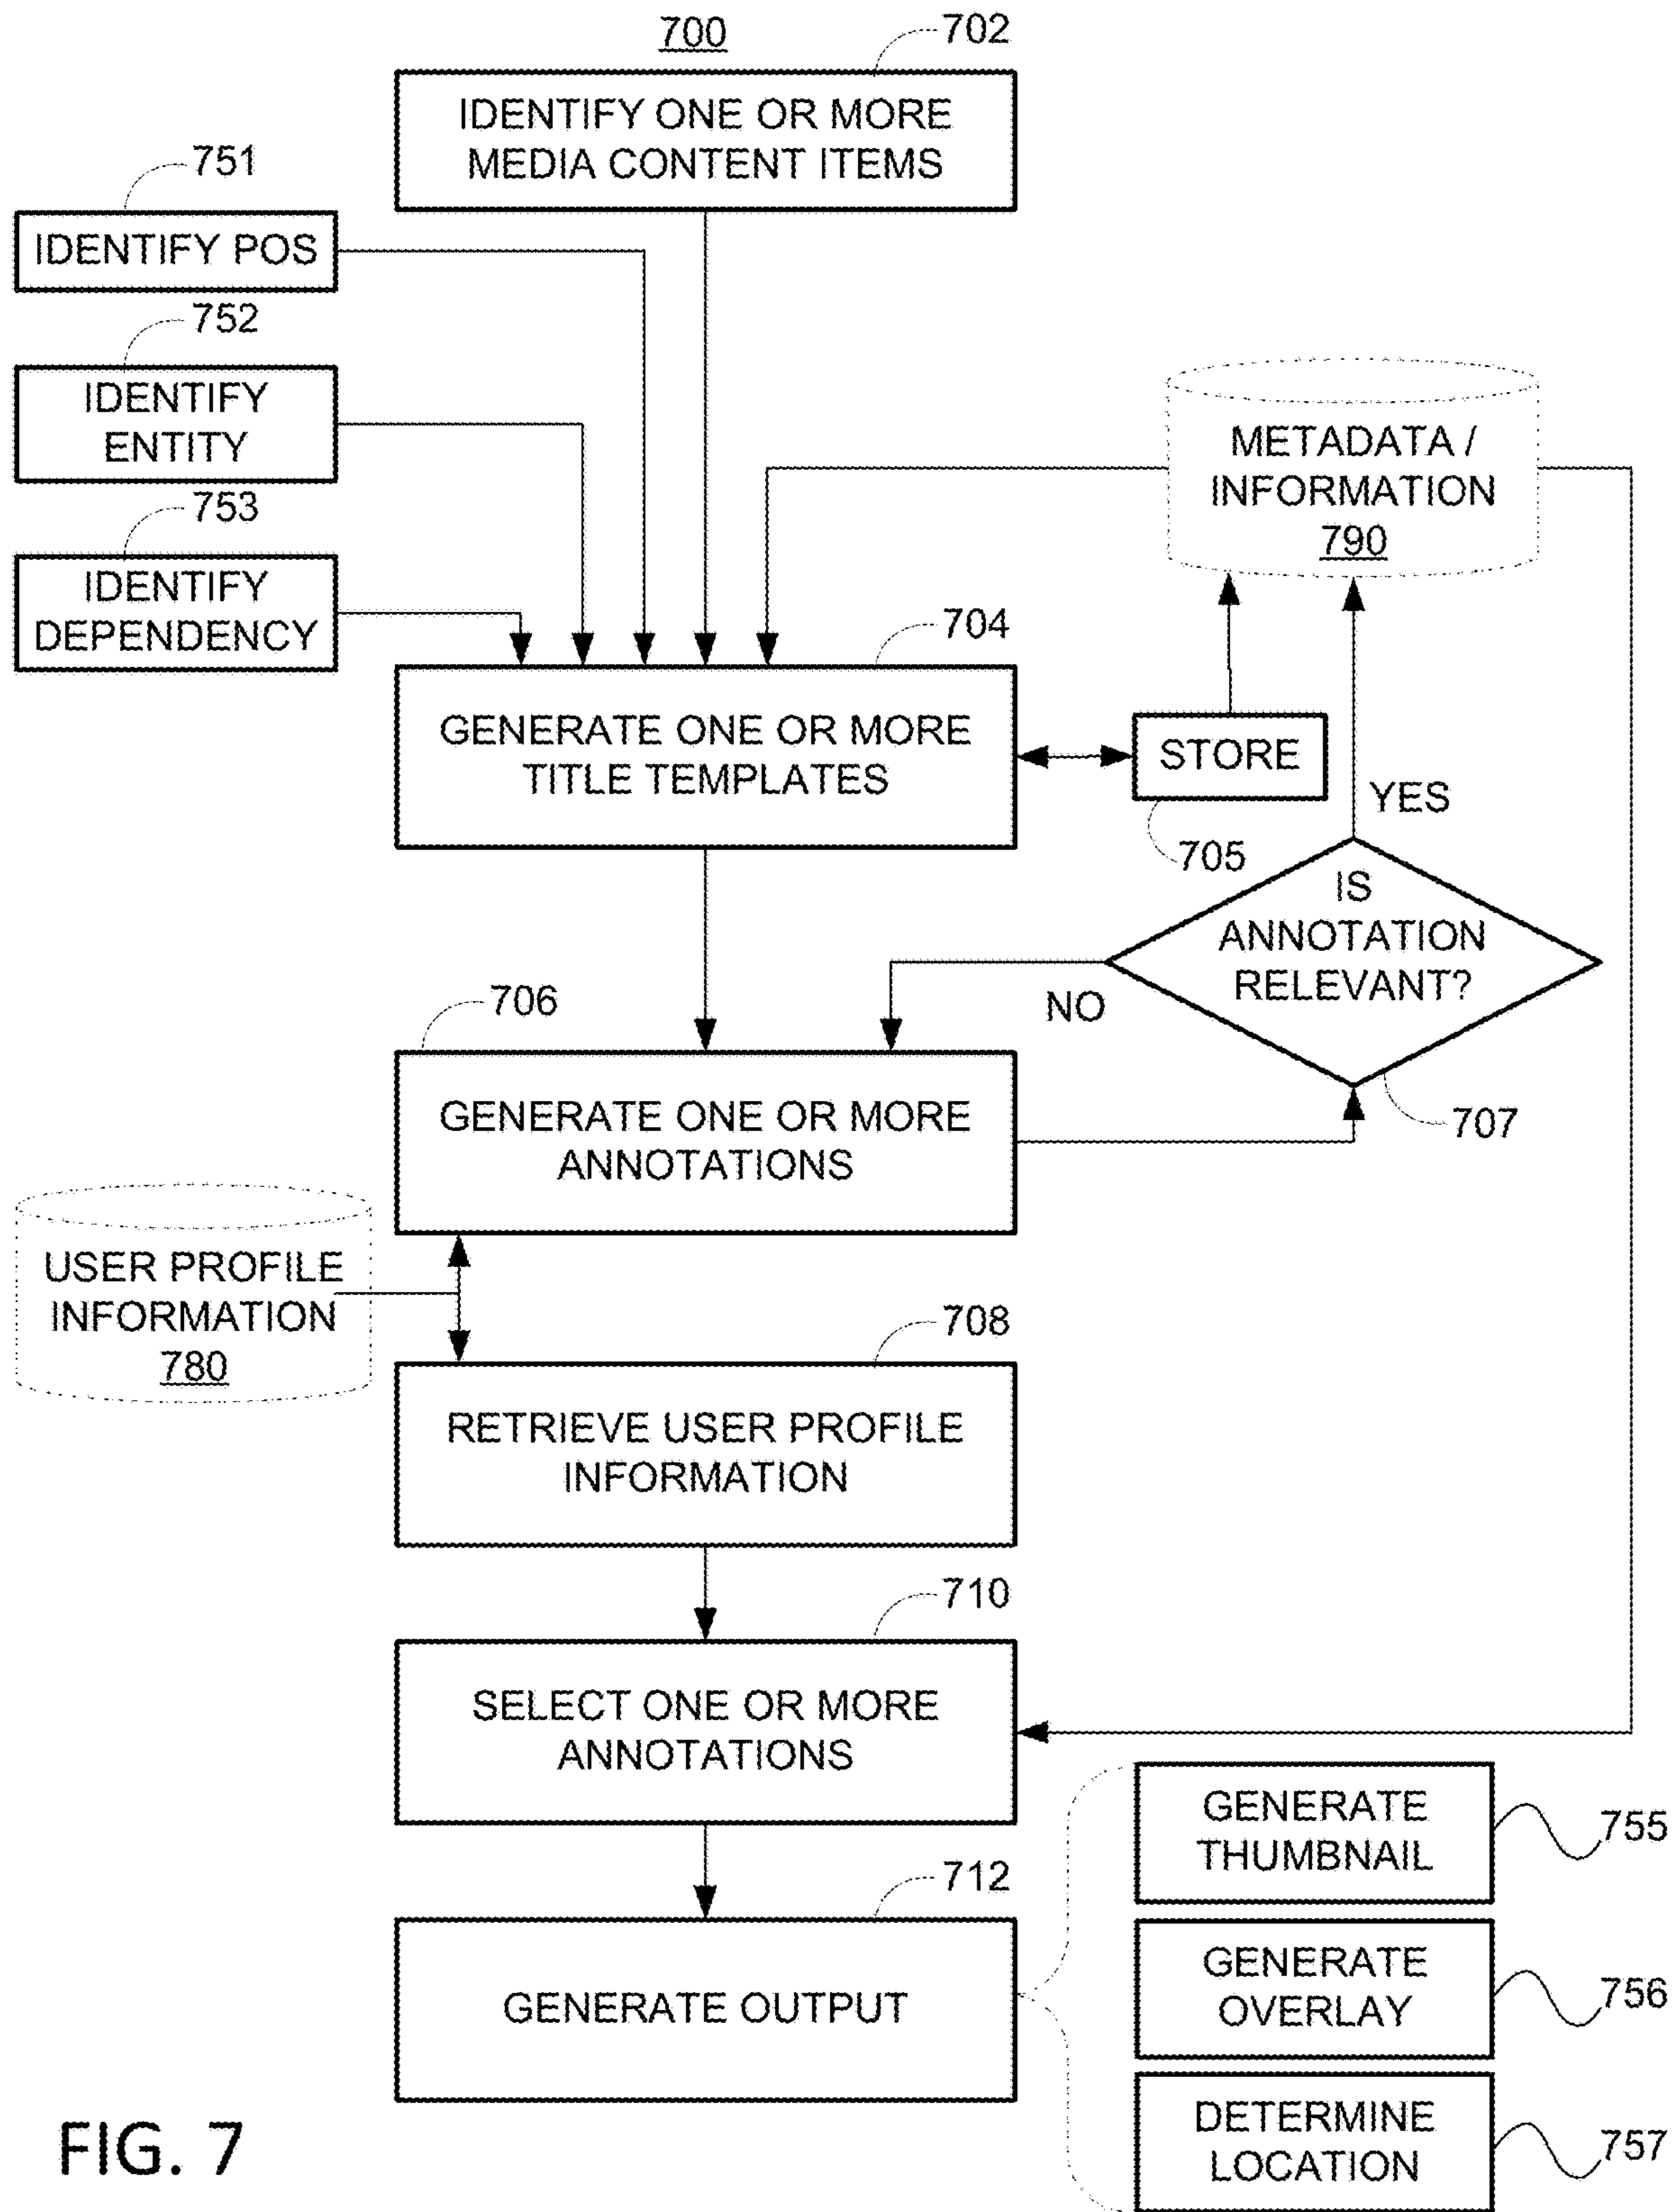 700
702
IDENTIFY ONE OR MORE
MEDIA CONTENT ITEMS
751
IDENTIFY POS
752
IDENTIFY
ENTITY
753
IDENTIFY
DEPENDENCY
METADATA /
INFORMATION
790
704
GENERATE ONE OR MORE
TITLE TEMPLATES
STORE
705
YES
IS
ANNOTATION
RELEVANT?
NO
707
706
GENERATE ONE OR MORE
ANNOTATIONS
USER PROFILE
INFORMATION
780
708
RETRIEVE USER PROFILE
INFORMATION
710
SELECT ONE OR MORE
ANNOTATIONS
712
GENERATE OUTPUT
GENERATE
THUMBNAIL
755
GENERATE
OVERLAY
756
DETERMINE
LOCATION
757
FIG. 7